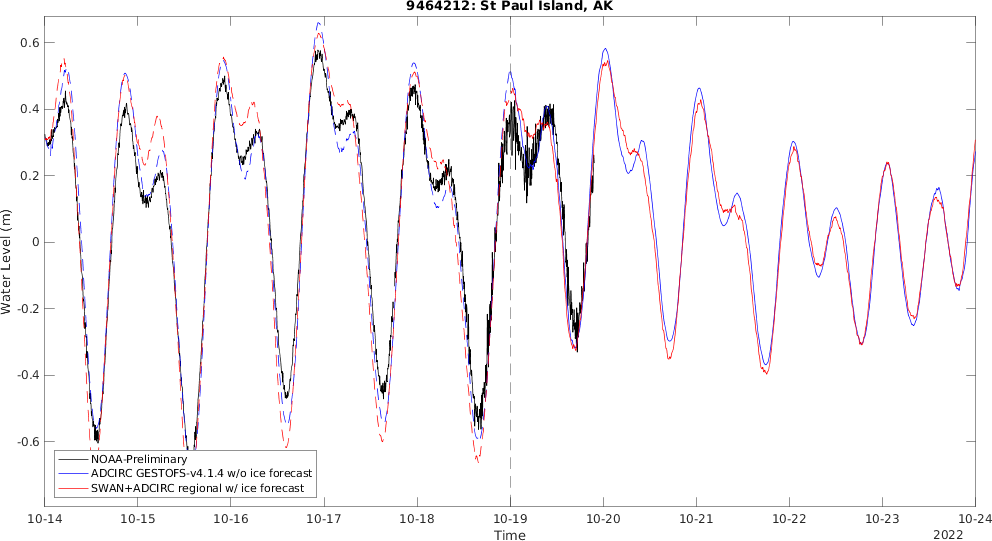 9464212: St Paul Island, AK
0.6
0.4
0.2
0
-0.2
-0.4
-0.6
Water Level (m)
NOAA-Preliminary
ADCIRC GESTOFS-v4.1.4 w/o ice forecast
SWAN+ADCIRC regional w/ ice forecast
10-14 10-15 10-16 10-17 10-18 10-19 10-20 10-21 10-22 10-23 10-24
Time
2022